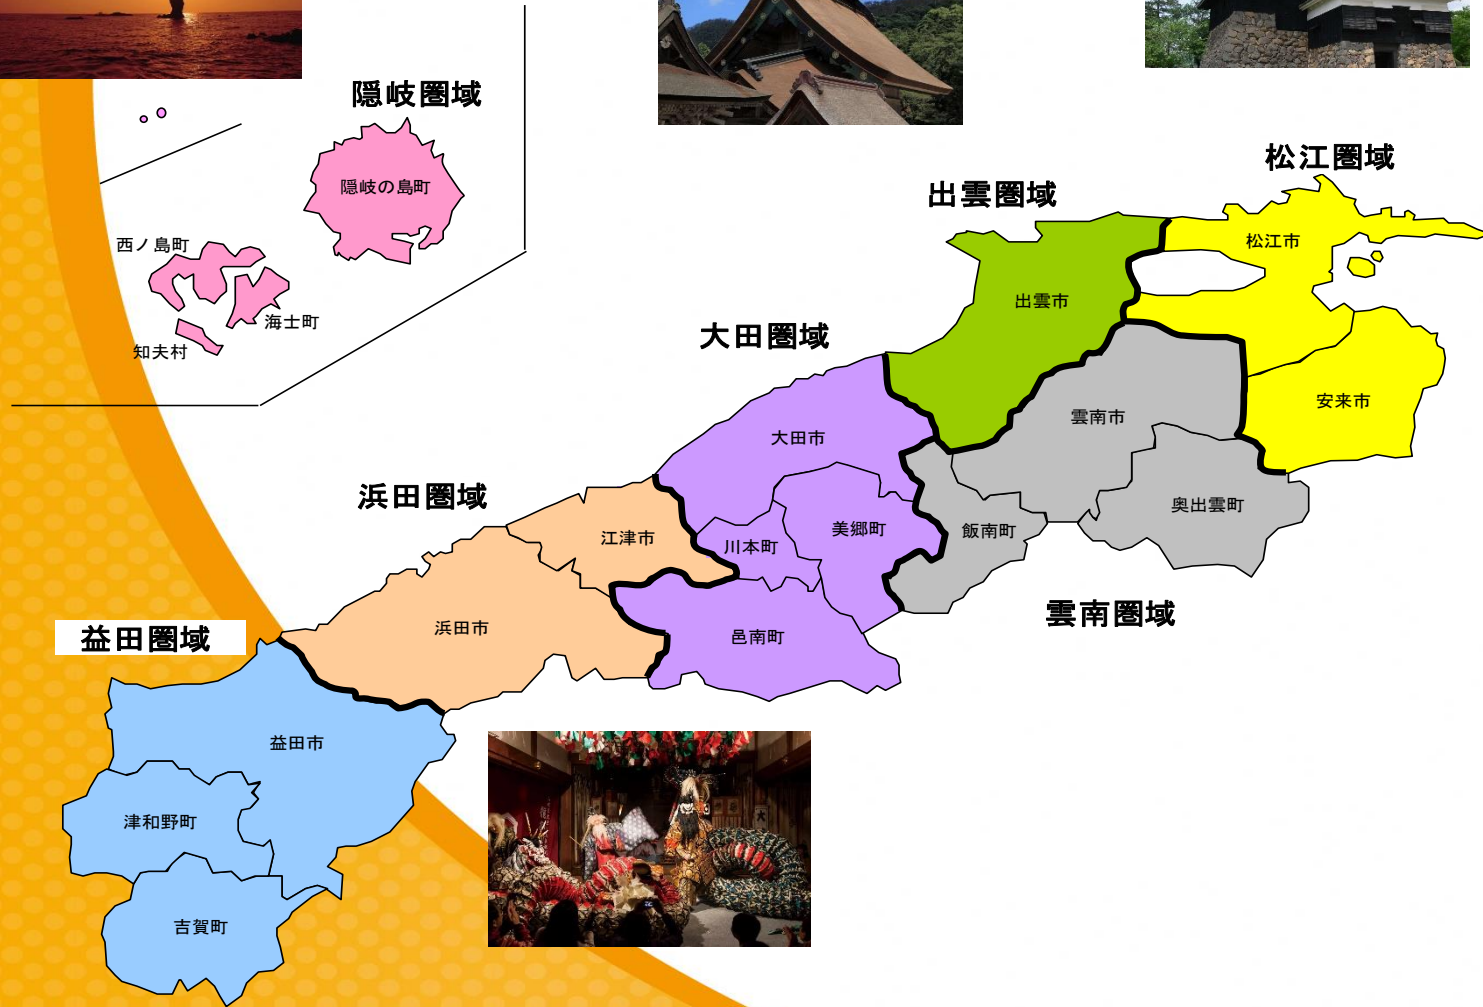 隠岐圏域
隠岐の島町
西ノ島町
海士町
知夫村
松江圏域
松江市
安来市
出雲圏域
出雲市
大田圏域
大田市
川本町
美郷町
邑南町
雲南市
飯南町
奥出雲町
雲南圏域
浜田圏域
江津市
浜田市
益田圏域
益田市
津和野町
吉賀町